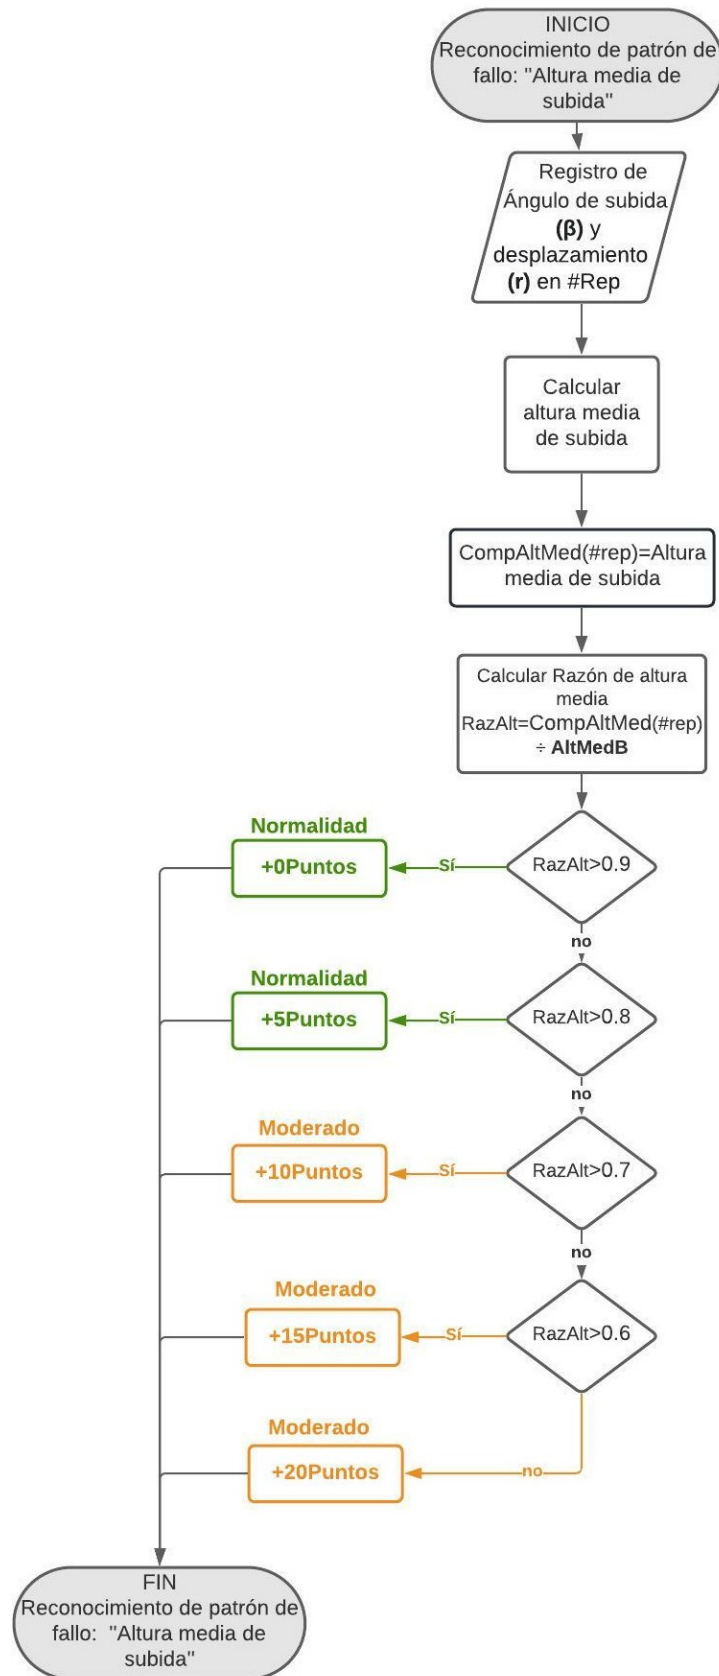 INICIO
Reconocimiento de patrón de
fallo: "Altura media de
subida"
Registro de
Ángulo de subida
(β) y
desplazamiento
(r) en #Rep
Calcular
altura media
de subida
CompAltMed(#rep)=Altura
media de subida
Calcular Razón de altura
media
RazAlt=CompAltMed(#rep)
÷ AltMedB
Normalidad
+0Puntos
Sí
RazAlt>0.9
no
Normalidad
+5Puntos
Sí
RazAlt>0.8
no
Moderado
+10Puntos
Sí
RazAlt>0.7
no
Moderado
+15Puntos
Sí
RazAlt>0.6
Moderado
+20Puntos
no
FIN
Reconocimiento de patrón de
fallo: "Altura media de
subida"